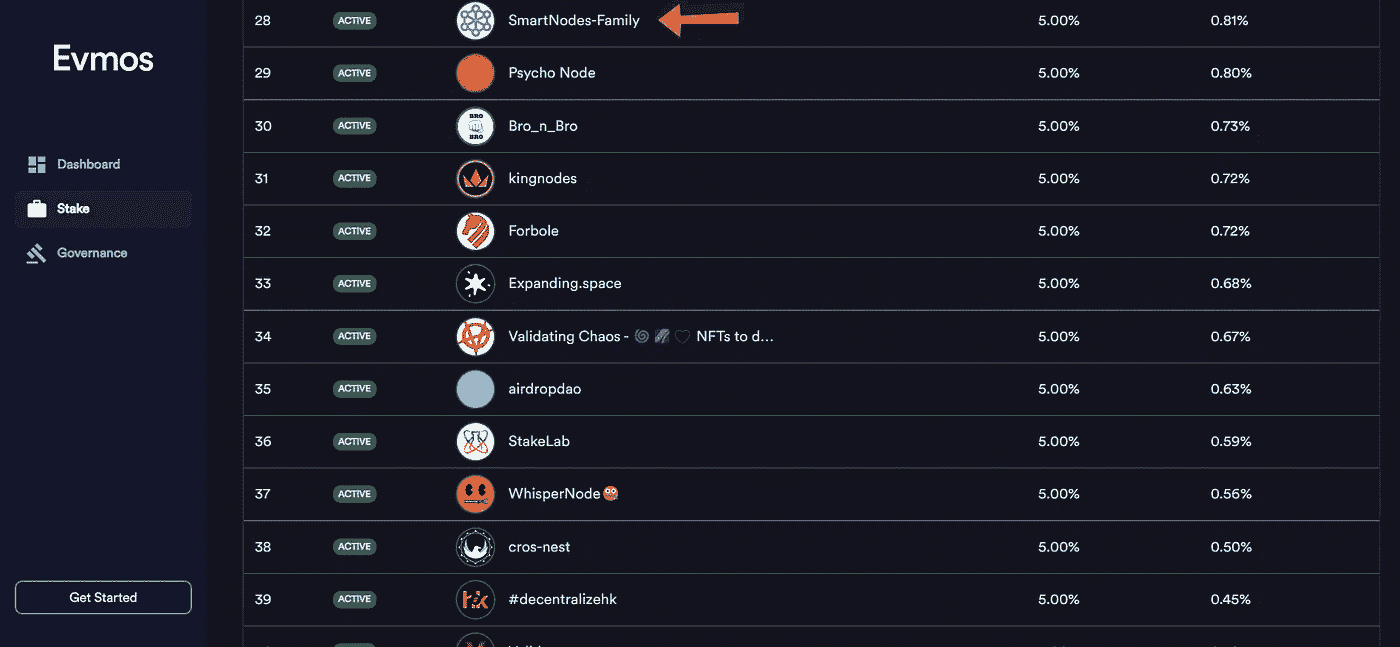 Evmos
Dashboard
Stake
Governance
Get Started
28 ACTIVE SmartNodes-Family 5.00% 0.81%
29 ACTIVE Psycho Node 5.00% 0.80%
30 ACTIVE BRO BRO Bro_n_Bro 5.00% 0.73%
31 ACTIVE kingnodes 5.00% 0.72%
32 ACTIVE Forbole 5.00% 0.72%
33 ACTIVE Expanding.space 5.00% 0.68%
34 ACTIVE Validating Chaos - 🌀 🌠 🖤 NFTs to d...
5.00% 0.67%
35 ACTIVE airdropdao 5.00% 0.63%
36 ACTIVE StakeLab 5.00% 0.59%
37 ACTIVE WhisperNode🤐 5.00% 0.56%
38 ACTIVE cros-nest 5.00% 0.50%
39 ACTIVE #decentralizehk 5.00% 0.45%